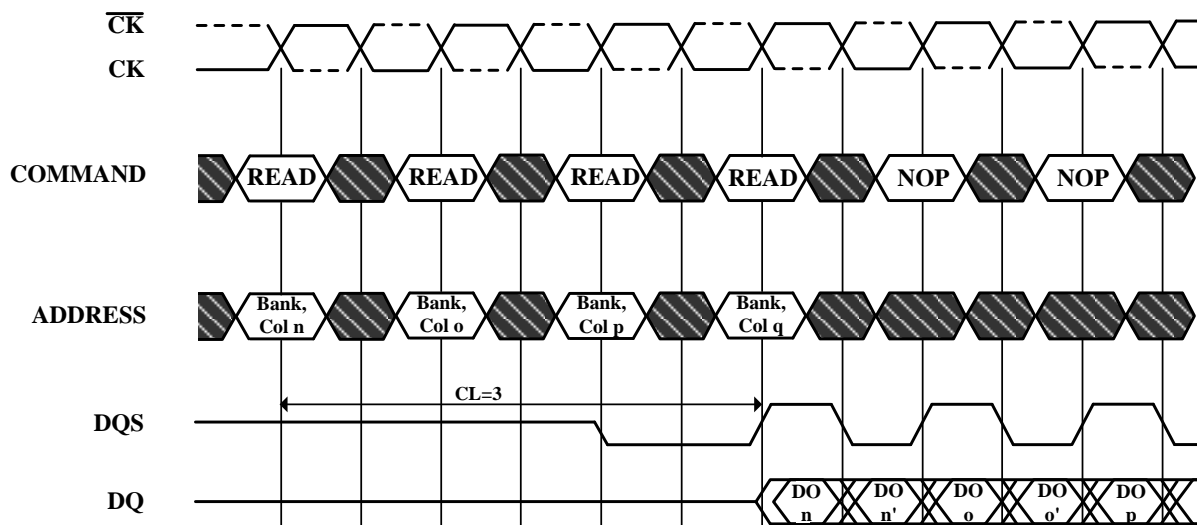 CK
CK
COMMAND
READ
READ
READ
READ
NOP
NOP
ADDRESS
Bank,
Col n
Bank,
Col o
Bank,
Col p
Bank,
Col q
CL=3
DQS
DQ
DO
n
DO
n'
DO
o
DO
o'
DO
p